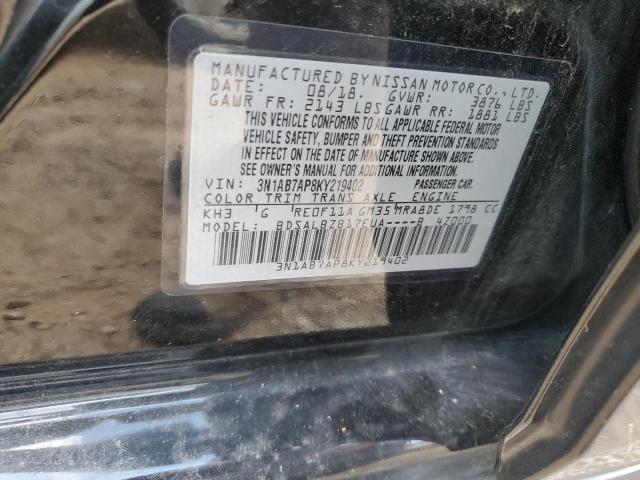 MANUFACTURED BY NISSAN MOTOR CO., LTD.
DATE: 08/18. GVWR: 3876 LBS
GAWR FR: 2143 LBS GAWR RR: 1881 LBS
THIS VEHICLE CONFORMS TO ALL APPLICABLE FEDERAL MOTOR
VEHICLE SAFETY, BUMPER AND THEFT PREVENTION STANDARDS
IN EFFECT ON THE DATE OF MANUFACTURE SHOWN ABOVE.
SEE OWNER'S MANUAL FOR ADDITIONAL INFORMATION.
VIN: 3N1AB7AP8KY219402 PASSENGER CAR.
COLOR TRIM TRANS AXLE ENGINE
KH3 G RE0F11A GM35 MRA8DE 1798 CC
MODEL: BDSALBZB17EUA----B 42000
3N1AB7AP8KY219402